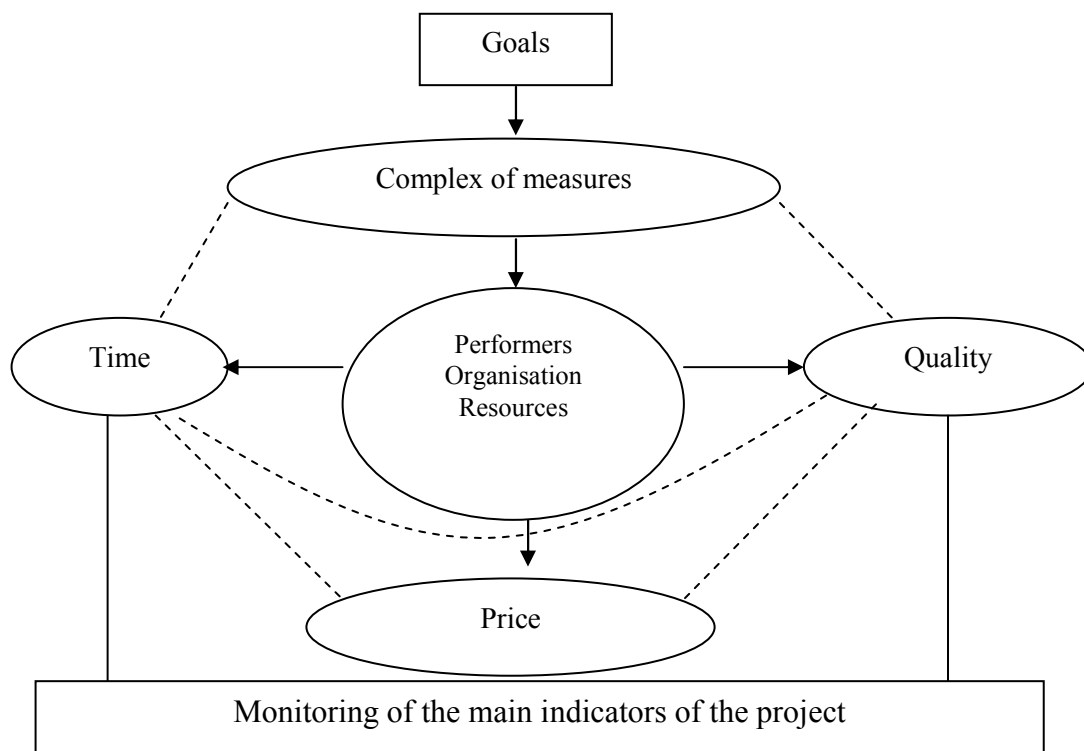 Goals
Complex of measures
Time
Performers
Organisation
Resources
Quality
Price
Monitoring of the main indicators of the project